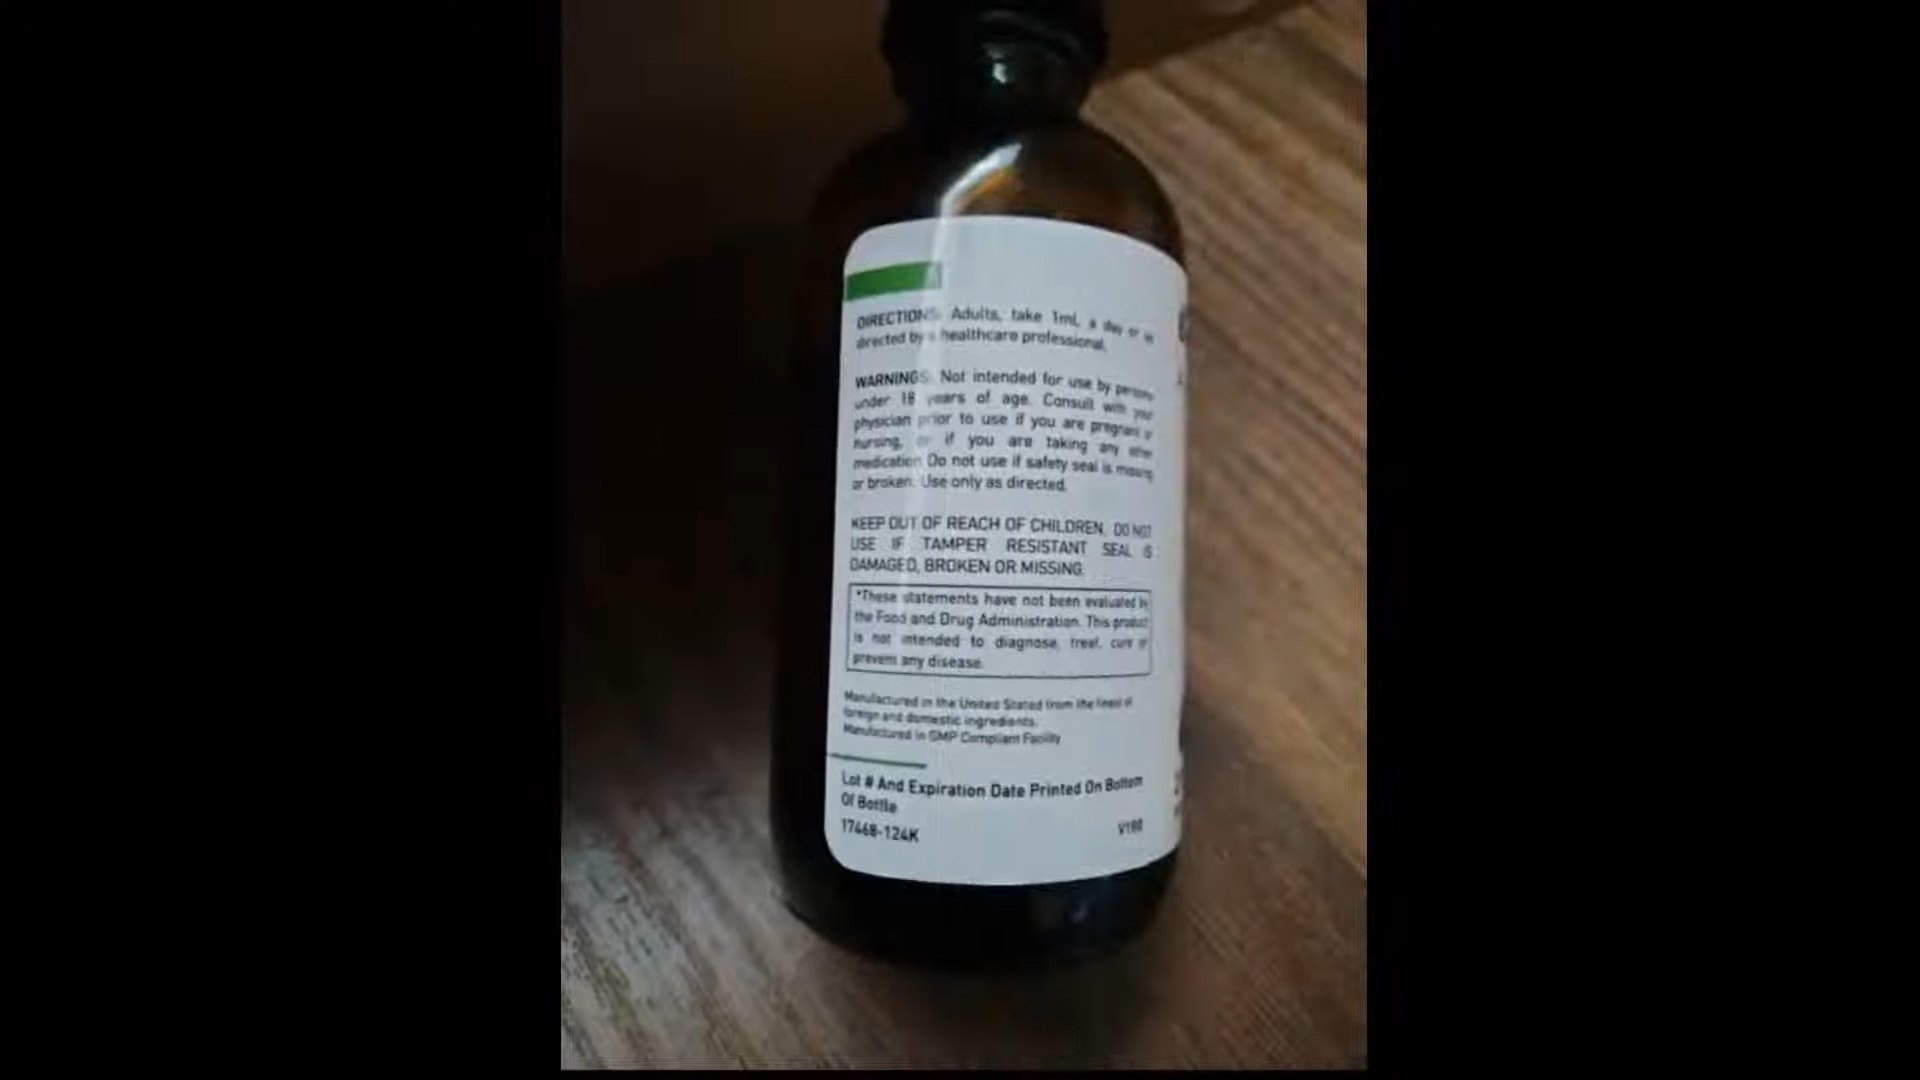 DIRECTIONS: Adults, take 1mL a day or as
directed by a healthcare professional.
WARNINGS: Not intended for use by persons
under 18 years of age. Consult with your
physician prior to use if you are pregnant or
nursing, or if you are taking any other
medication. Do not use if safety seal is missing
or broken. Use only as directed.
KEEP OUT OF REACH OF CHILDREN. DO NOT
USE IF TAMPER RESISTANT SEAL IS
DAMAGED, BROKEN OR MISSING.
*These statements have not been evaluated by
the Food and Drug Administration. This product
is not intended to diagnose, treat, cure or
prevent any disease.
Manufactured in the United Stated from the finest of
foreign and domestic ingredients.
Manufactured in GMP Compliant Facility
Lot # And Expiration Date Printed On Bottom
Of Bottle
17468-124K